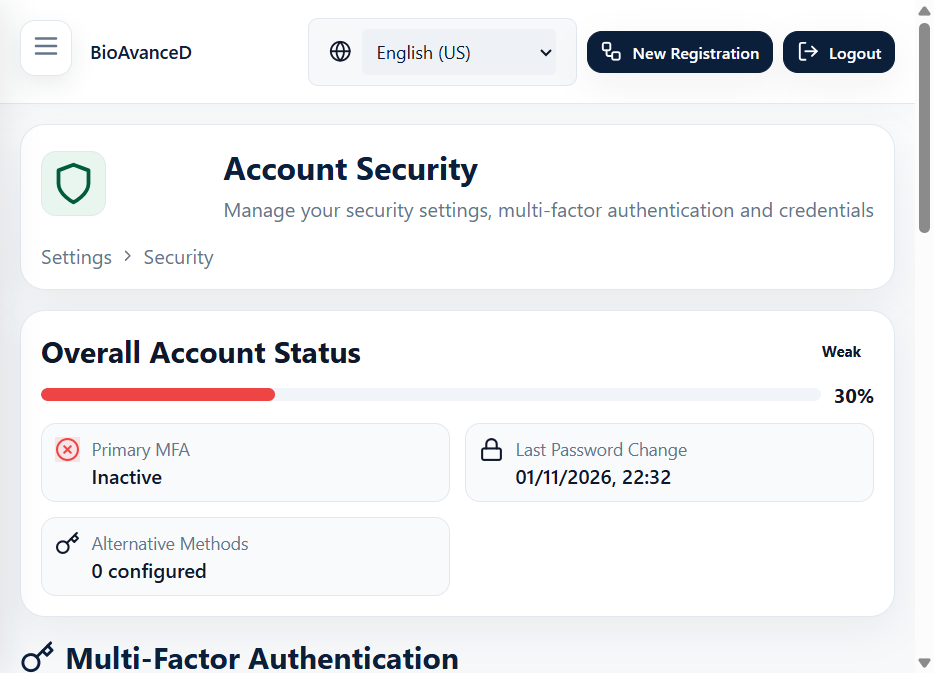 BioAvanceD
English (US)
New Registration
Logout
Account Security
Manage your security settings, multi-factor authentication and credentials
Settings > Security
Overall Account Status
Weak
30%
Primary MFA
Inactive
Last Password Change
01/11/2026, 22:32
Alternative Methods
0 configured
Multi-Factor Authentication